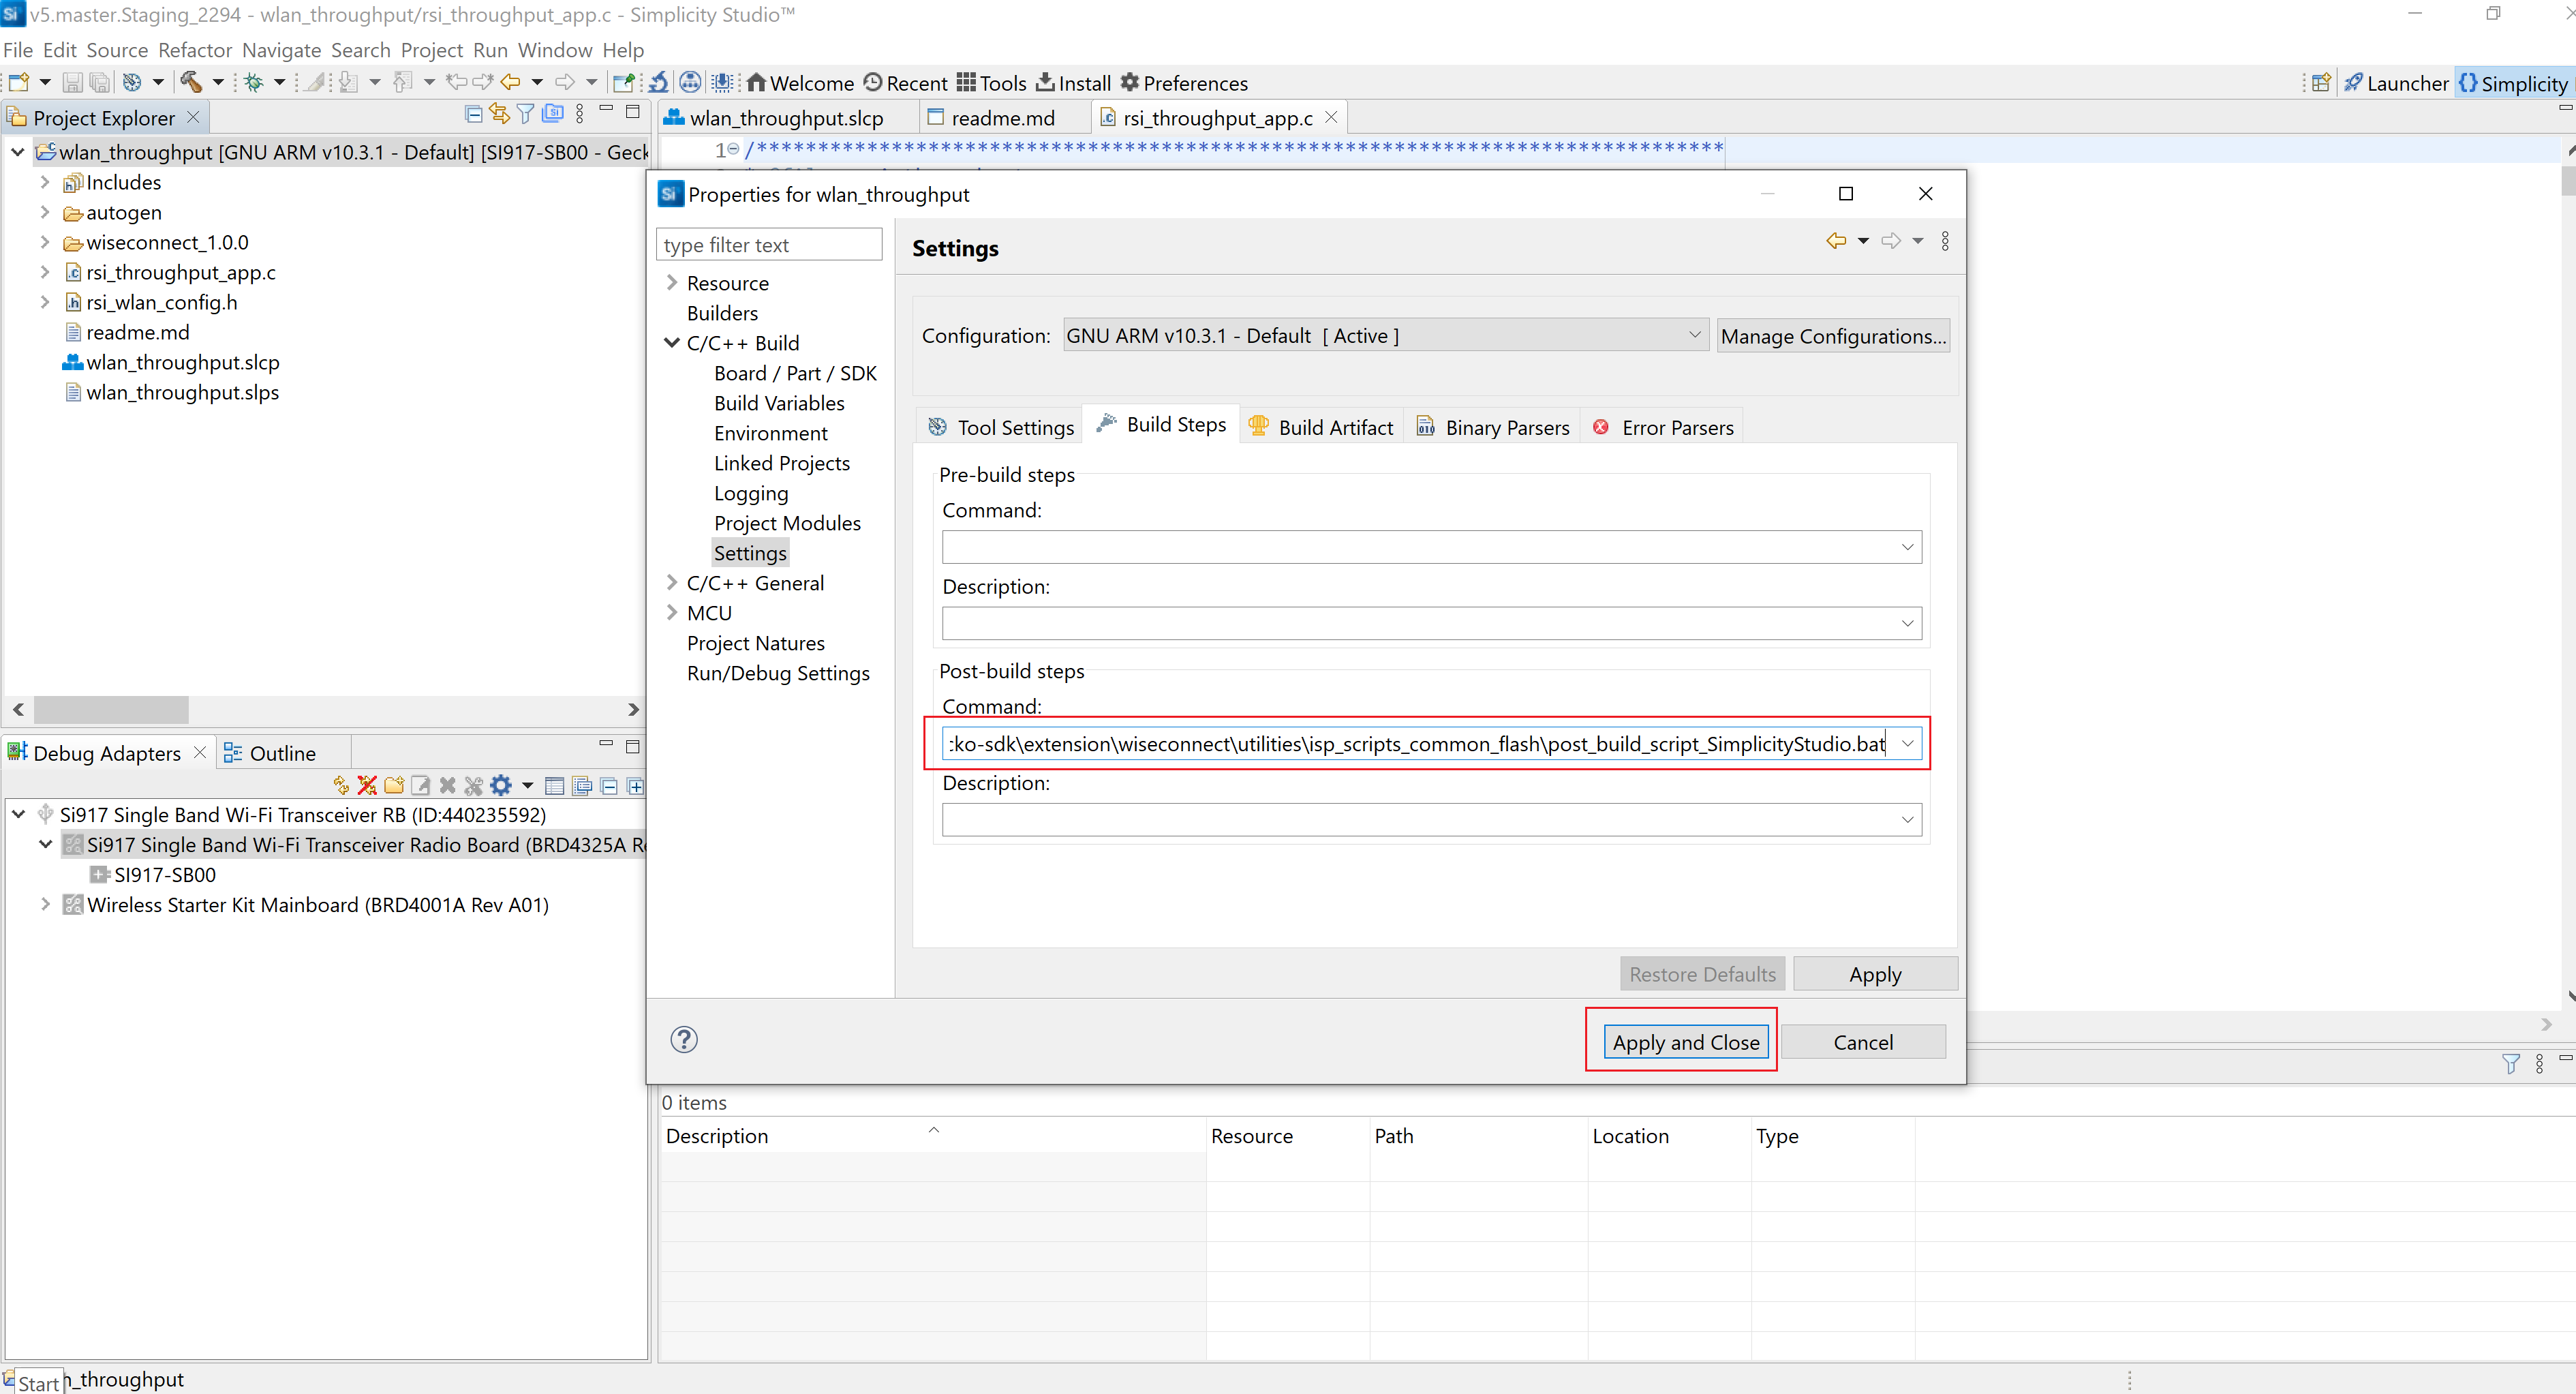 v5.master.Staging_2294 - wlan_throughput/rsi_throughput_app.c - Simplicity Studio™
File Edit Source Refactor Navigate Search Project Run Window Help
Welcome Recent Tools Install Preferences
Launcher {} Simplicity
Project Explorer
wlan_throughput [GNU ARM v10.3.1 - Default] [SI917-SB00 - Geck
Includes
autogen
wiseconnect_1.0.0
rsi_throughput_app.c
rsi_wlan_config.h
readme.md
wlan_throughput.slcp
wlan_throughput.slps
wlan_throughput.slcp
readme.md
rsi_throughput_app.c
1 /*******************************************************************************
Properties for wlan_throughput
type filter text
Resource
Builders
C/C++ Build
Board / Part / SDK
Build Variables
Environment
Linked Projects
Logging
Project Modules
Settings
C/C++ General
MCU
Project Natures
Run/Debug Settings
Settings
Configuration: GNU ARM v10.3.1 - Default [ Active ] Manage Configurations...
Tool Settings Build Steps Build Artifact Binary Parsers Error Parsers
Pre-build steps
Command:
Description:
Post-build steps
Command:
:ko-sdk\extension\wiseconnect\utilities\isp_scripts_common_flash\post_build_script_SimplicityStudio.bat
Description:
Restore Defaults Apply
Apply and Close Cancel
Debug Adapters Outline
Si917 Single Band Wi-Fi Transceiver RB (ID:440235592)
Si917 Single Band Wi-Fi Transceiver Radio Board (BRD4325A Re
SI917-SB00
Wireless Starter Kit Mainboard (BRD4001A Rev A01)
0 items
Description Resource Path Location Type
Start
h_throughput